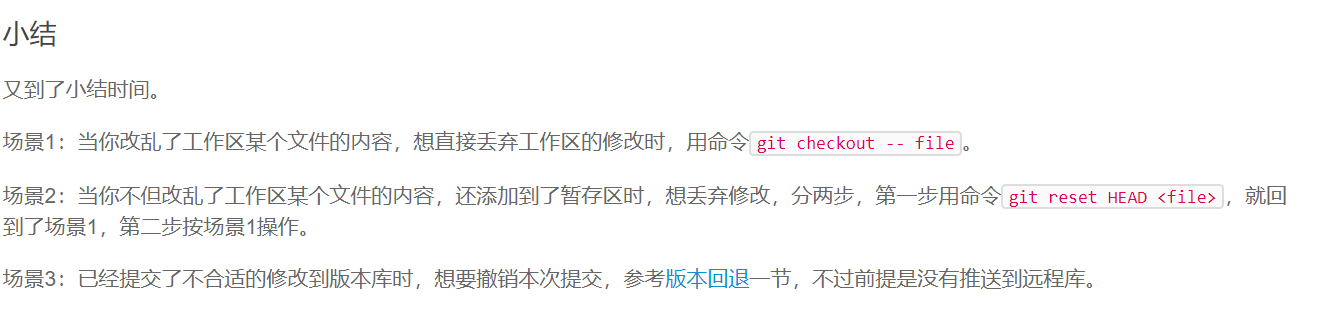 小结
又到了小结时间。
场景1：当你改乱了工作区某个文件的内容，想直接丢弃工作区的修改时，用命令git checkout -- file。
场景2：当你不但改乱了工作区某个文件的内容，还添加到了暂存区时，想丢弃修改，分两步，第一步用命令git reset HEAD <file>，就回
到了场景1，第二步按场景1操作。
场景3：已经提交了不合适的修改到版本库时，想要撤销本次提交，参考版本回退一节，不过前提是没有推送到远程库。